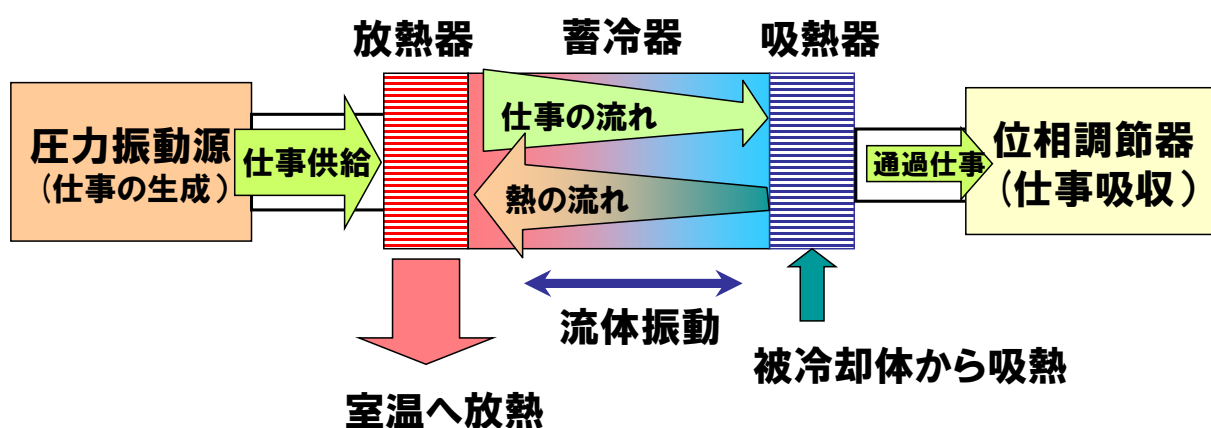 放熱器
蓄冷器
吸熱器
圧力振動源
(仕事の生成)
仕事供給
仕事の流れ
熱の流れ
通過仕事
位相調節器
(仕事吸収)
流体振動
被冷却体から吸熱
室温へ放熱